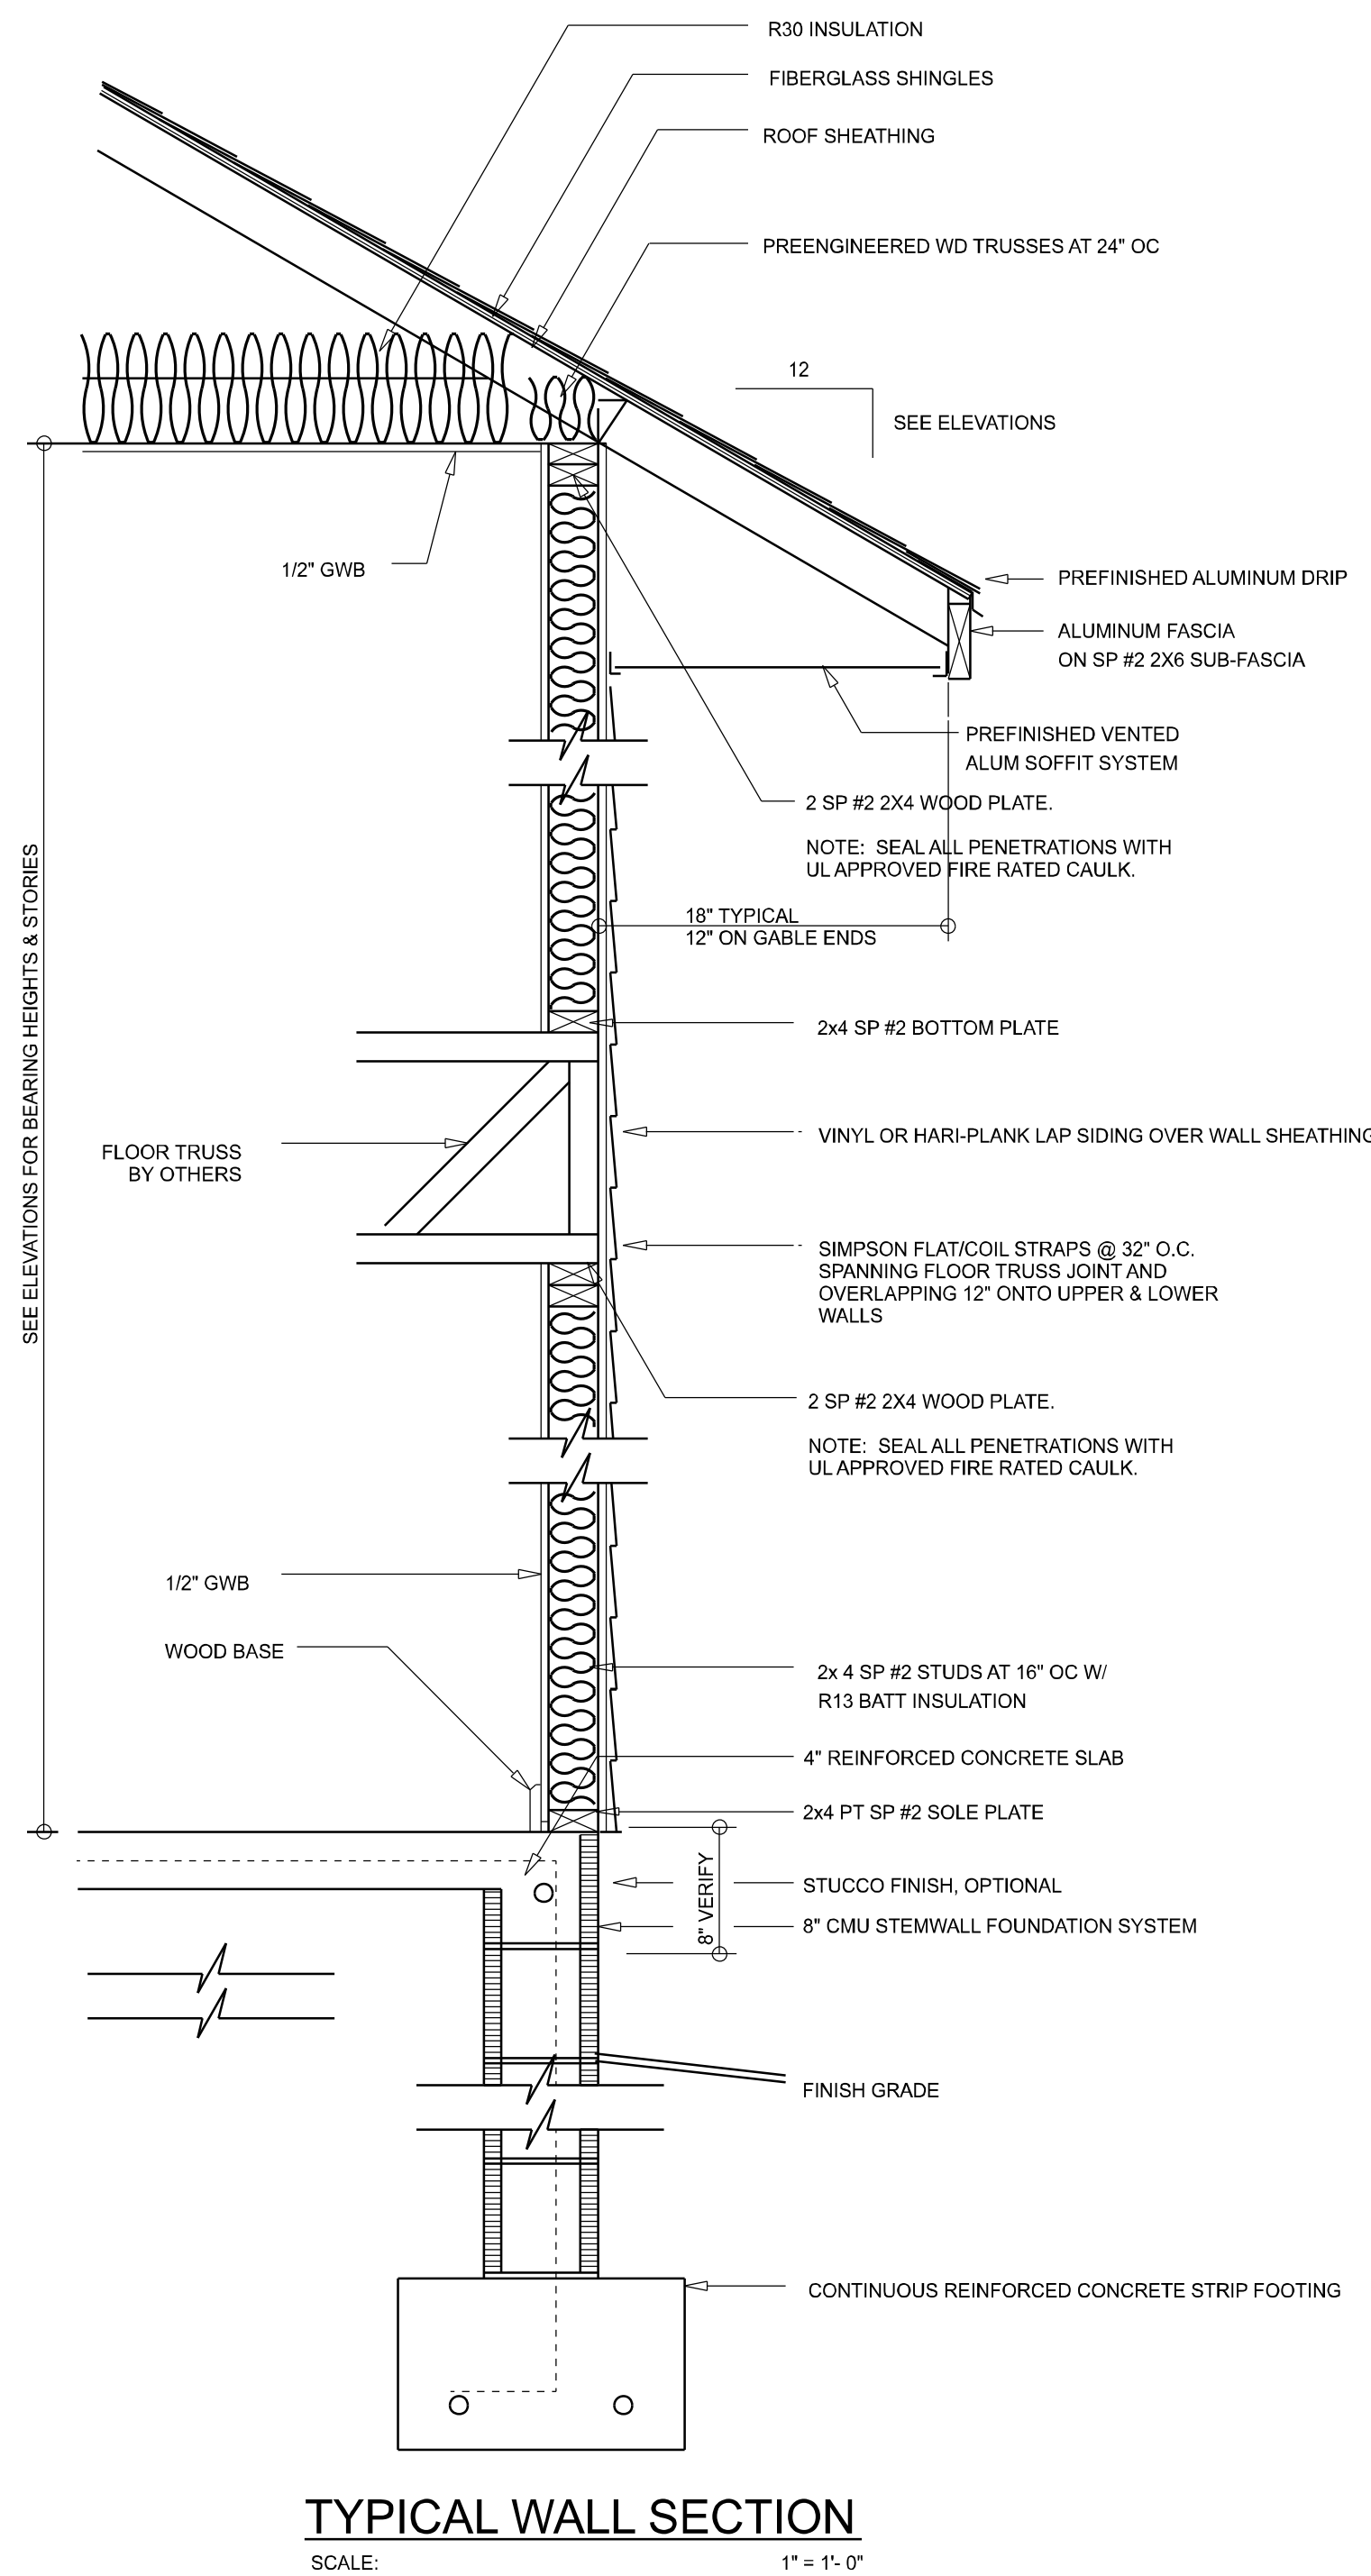 R30 INSULATION
FIBERGLASS SHINGLES
ROOF SHEATHING
PREENGINEERED WD TRUSSES AT 24" OC
12
SEE ELEVATIONS
1/2" GWB
PREFINISHED ALUMINUM DRIP
ALUMINUM FASCIA
ON SP #2 2X6 SUB-FASCIA
PREFINISHED VENTED
ALUM SOFFIT SYSTEM
2 SP #2 2X4 WOOD PLATE.
NOTE: SEAL ALL PENETRATIONS WITH
UL APPROVED FIRE RATED CAULK.
18" TYPICAL
12" ON GABLE ENDS
SEE ELEVATIONS FOR BEARING HEIGHTS & STORIES
2x4 SP #2 BOTTOM PLATE
VINYL OR HARI-PLANK LAP SIDING OVER WALL SHEATHING
FLOOR TRUSS
BY OTHERS
SIMPSON FLAT/COIL STRAPS @ 32" O.C.
SPANNING FLOOR TRUSS JOINT AND
OVERLAPPING 12" ONTO UPPER & LOWER
WALLS
2 SP #2 2X4 WOOD PLATE.
NOTE: SEAL ALL PENETRATIONS WITH
UL APPROVED FIRE RATED CAULK.
1/2" GWB
WOOD BASE
2x 4 SP #2 STUDS AT 16" OC W/
R13 BATT INSULATION
4" REINFORCED CONCRETE SLAB
2x4 PT SP #2 SOLE PLATE
8" VERIFY
STUCCO FINISH, OPTIONAL
8" CMU STEMWALL FOUNDATION SYSTEM
FINISH GRADE
CONTINUOUS REINFORCED CONCRETE STRIP FOOTING
TYPICAL WALL SECTION
SCALE: 1" = 1'- 0"